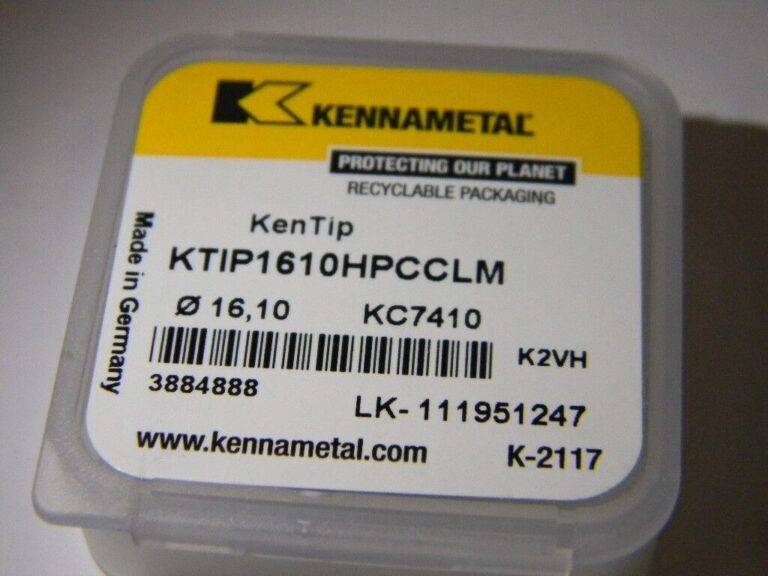 KENNAMETAL
PROTECTING OUR PLANET
RECYCLABLE PACKAGING
KenTip
KTIP1610HPCCLM
Ø 16,10 KC7410
K2VH
3884888
LK- 111951247
www.kennametal.com K-2117
Made in Germany